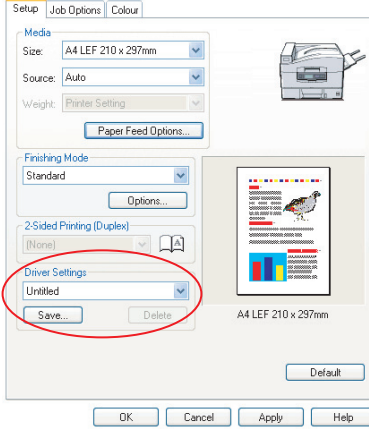 Setup Job Options Colour
Media
Size: A4 LEF 210 x 297mm
Source: Auto
Weight: Printer Setting
Paper Feed Options...
Finishing Mode
Standard
Options...
2-Sided Printing (Duplex)
(None)
A
Driver Settings
Untitled
Save... Delete
A4 LEF 210 x 297mm
Default
OK Cancel Apply Help